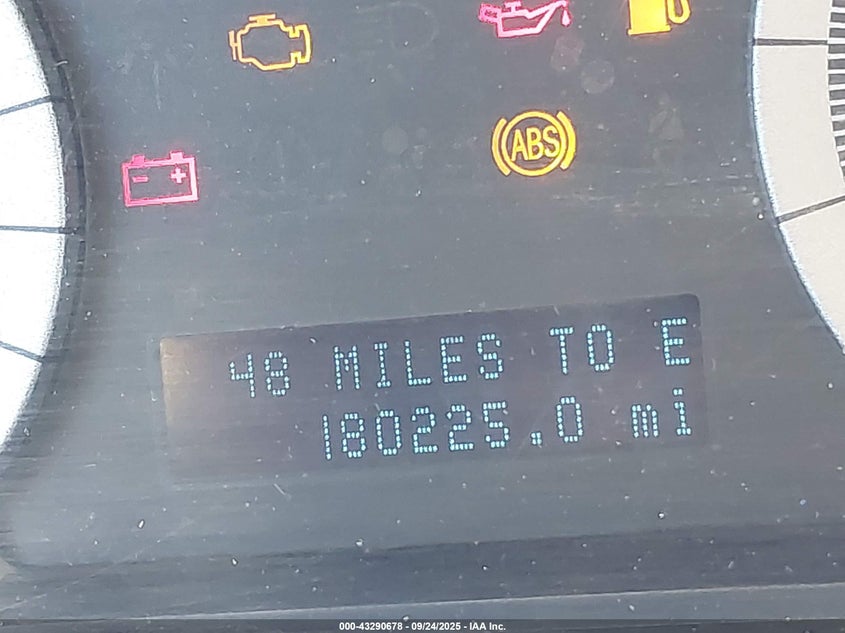 ABS
48 MILES TO E
180225.0 mi
000-43290678 - 09/24/2025 - IAA Inc.